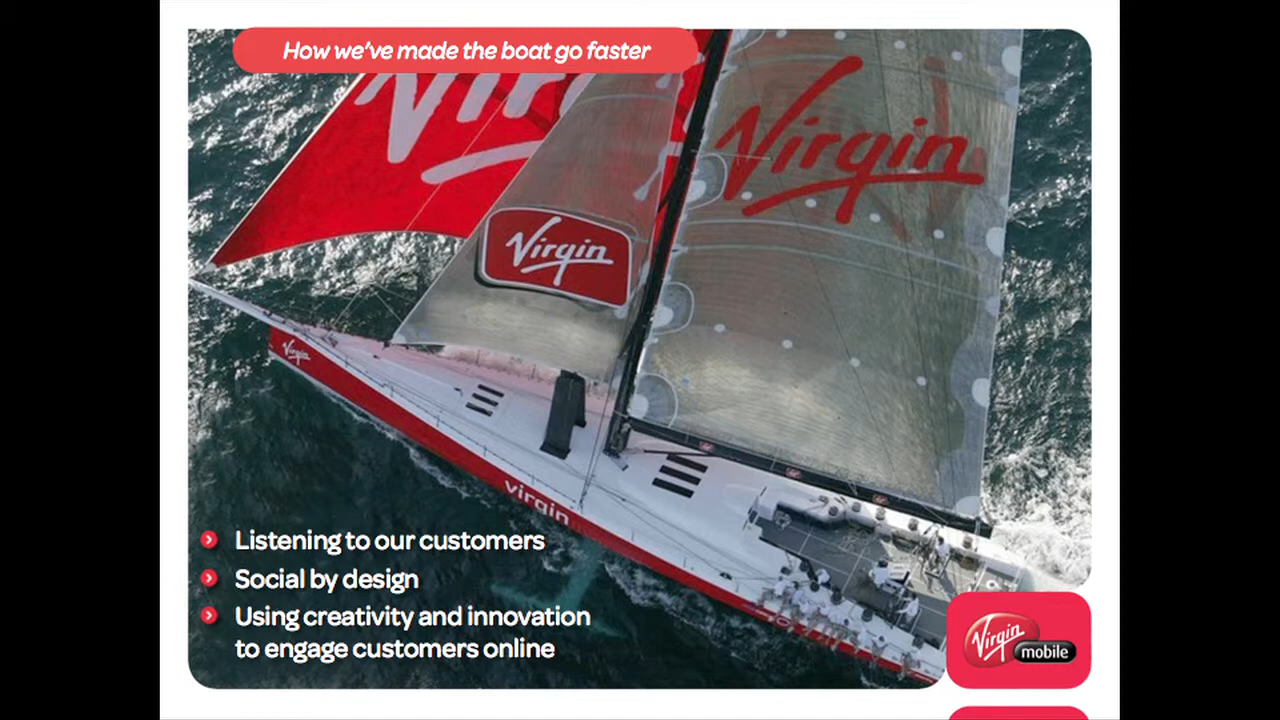 How we've made the boat go faster
Vir
Virgin
Virgin
Virgin
virgin
Listening to our customers
Social by design
Using creativity and innovation
to engage customers online
Virgin
mobile